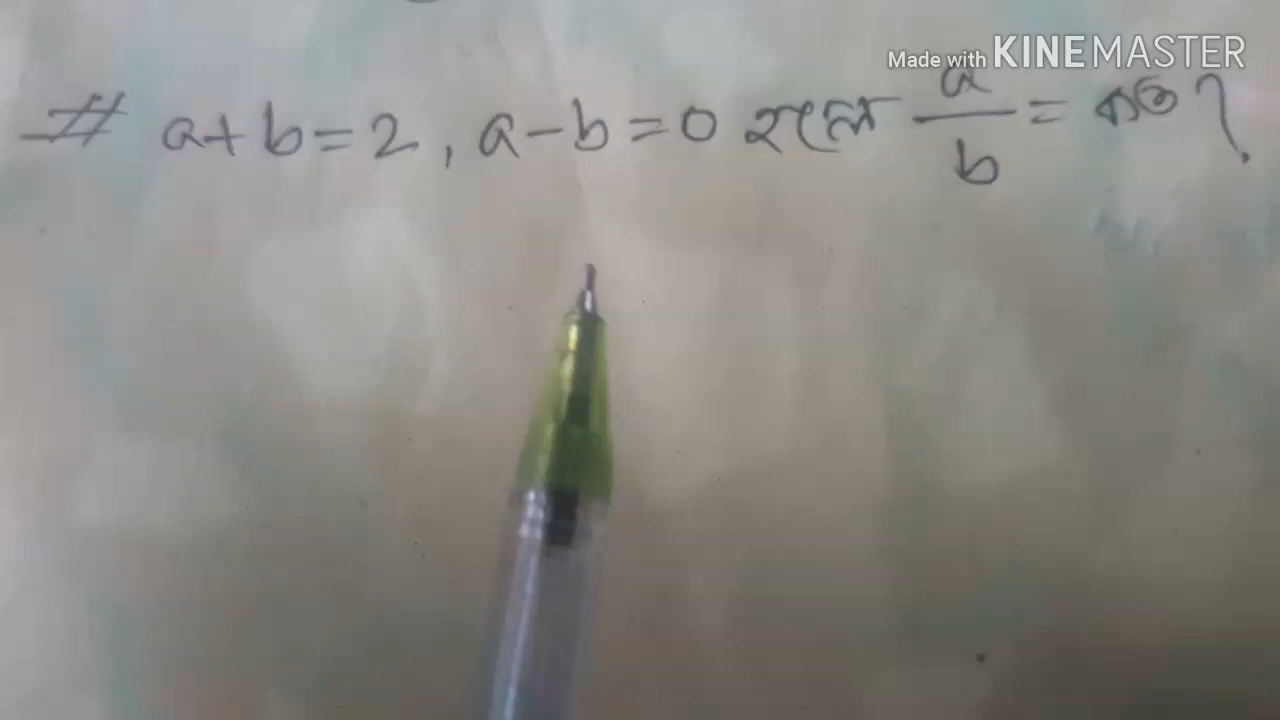 Made with KINEMASTER
# a+b=2, a-b=0 হলে a/b = কত?